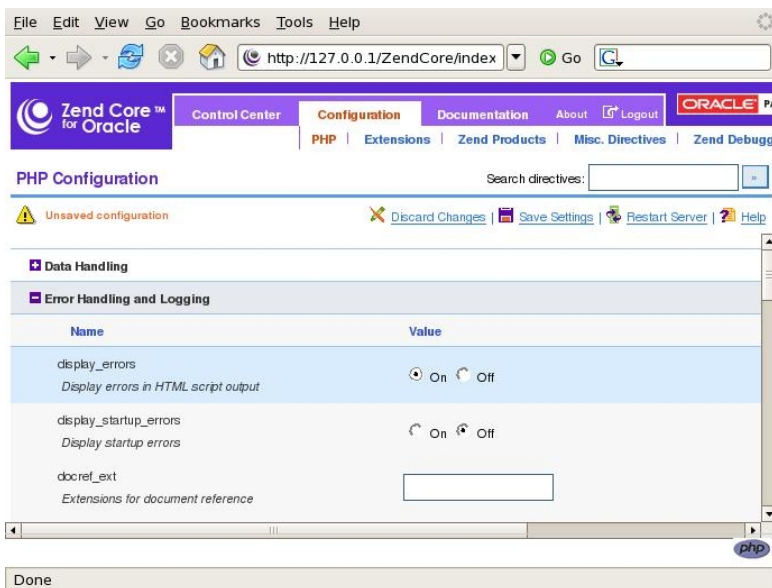 File Edit View Go Bookmarks Tools Help
http://127.0.0.1/ZendCore/index Go G
Zend Core™ for Oracle
Control Center Configuration Documentation About Logout ORACLE
PHP | Extensions | Zend Products | Misc. Directives | Zend Debugg
PHP Configuration Search directives: »
Unsaved configuration Discard Changes | Save Settings | Restart Server | Help
Data Handling
Error Handling and Logging
Name Value
display_errors
On Off
Display errors in HTML script output
display_startup_errors
On Off
Display startup errors
docref_ext
Extensions for document reference
php
Done